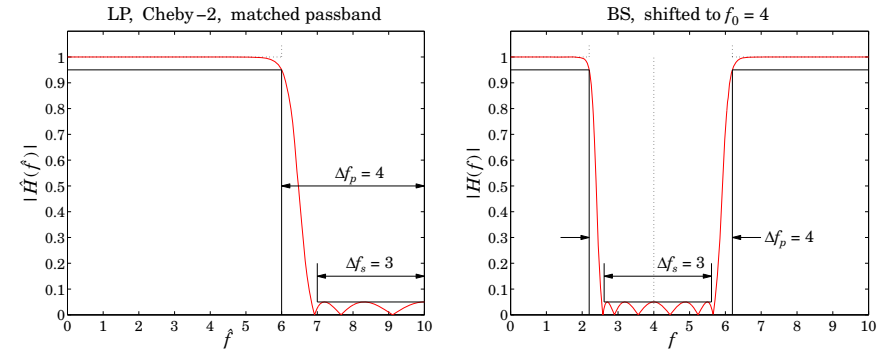 LP, Cheby−2, matched passband
|Ĥ(f̂)|
1
0.9
0.8
0.7
0.6
0.5
0.4
0.3
0.2
0.1
0
Δfₚ = 4
Δfₛ = 3
0 1 2 3 4 5 6 7 8 9 10
f̂
BS, shifted to f₀ = 4
|H(f)|
1
0.9
0.8
0.7
0.6
0.5
0.4
0.3
0.2
0.1
0
Δfₚ = 4
Δfₛ = 3
0 1 2 3 4 5 6 7 8 9 10
f